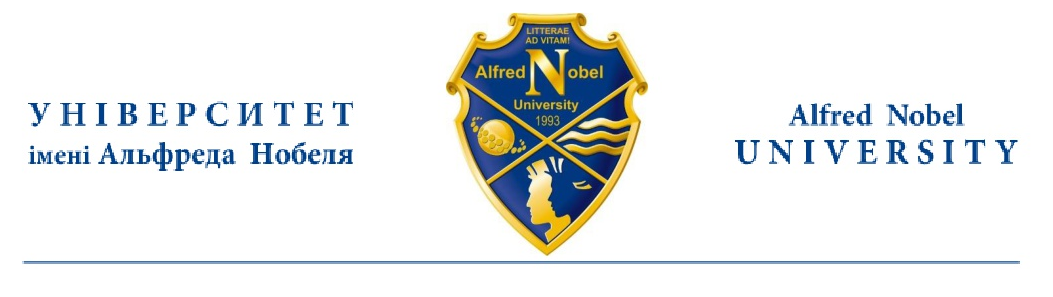 УНІВЕРСИТЕТ
імені Альфреда Нобеля
LITTERAE
AD VITAM!
Alfred Nobel
University
1993
Alfred Nobel
UNIVERSITY